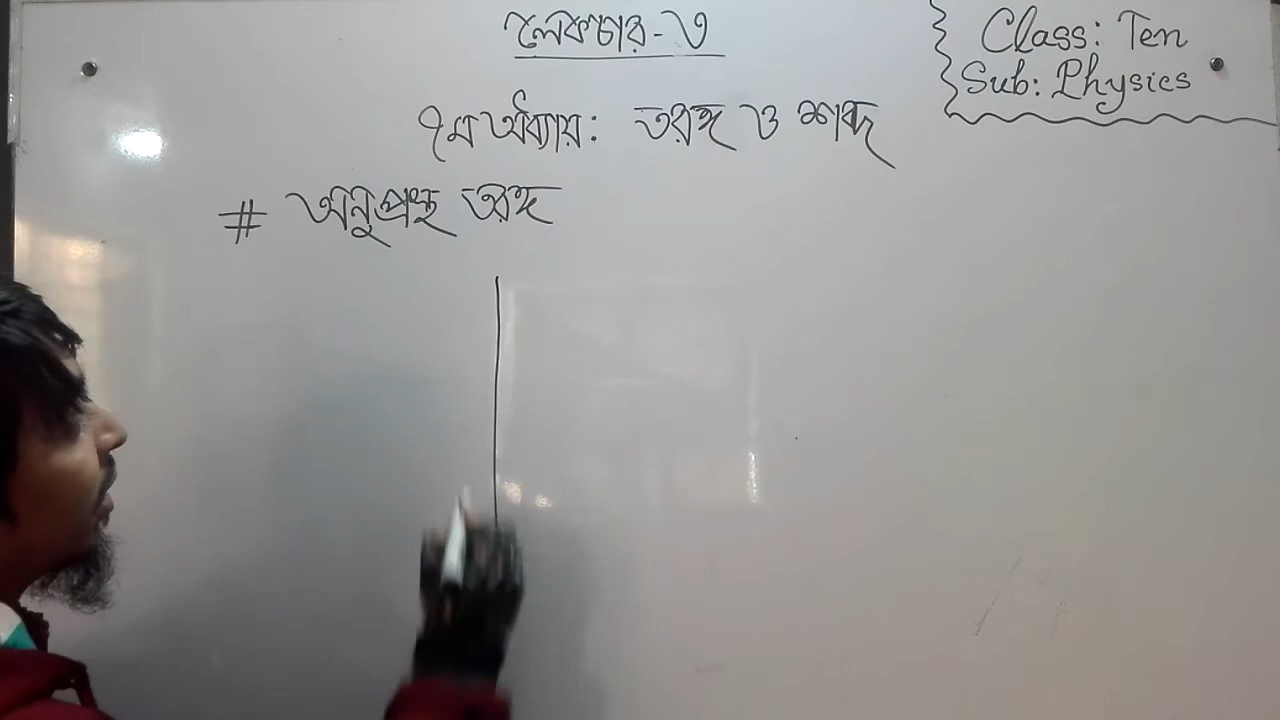 লেকচার-৩
Class: Ten
Sub: Physics
৭ম অধ্যায়: তরঙ্গ ও শব্দ
# অনুপ্রস্থ তরঙ্গ